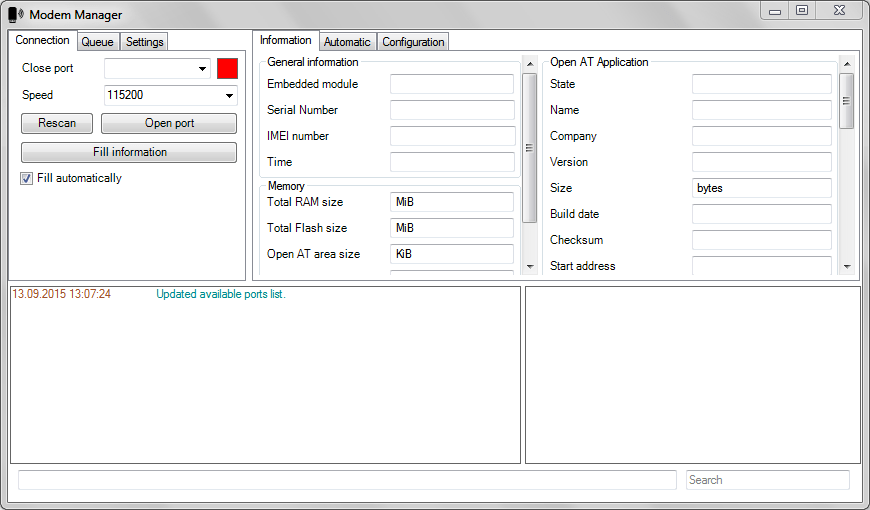 Modem Manager
Connection Queue Settings
Close port
Speed 115200
Rescan Open port
Fill information
Fill automatically
Information Automatic Configuration
General information
Embedded module
Serial Number
IMEI number
Time
Memory
Total RAM size MiB
Total Flash size MiB
Open AT area size KiB
Open AT Application
State
Name
Company
Version
Size bytes
Build date
Checksum
Start address
13.09.2015 13:07:24 Updated available ports list.
Search